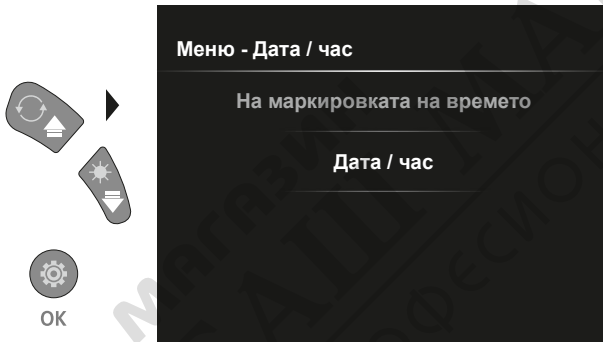 Меню - Дата / час
На маркировката на времето
Дата / час
OK